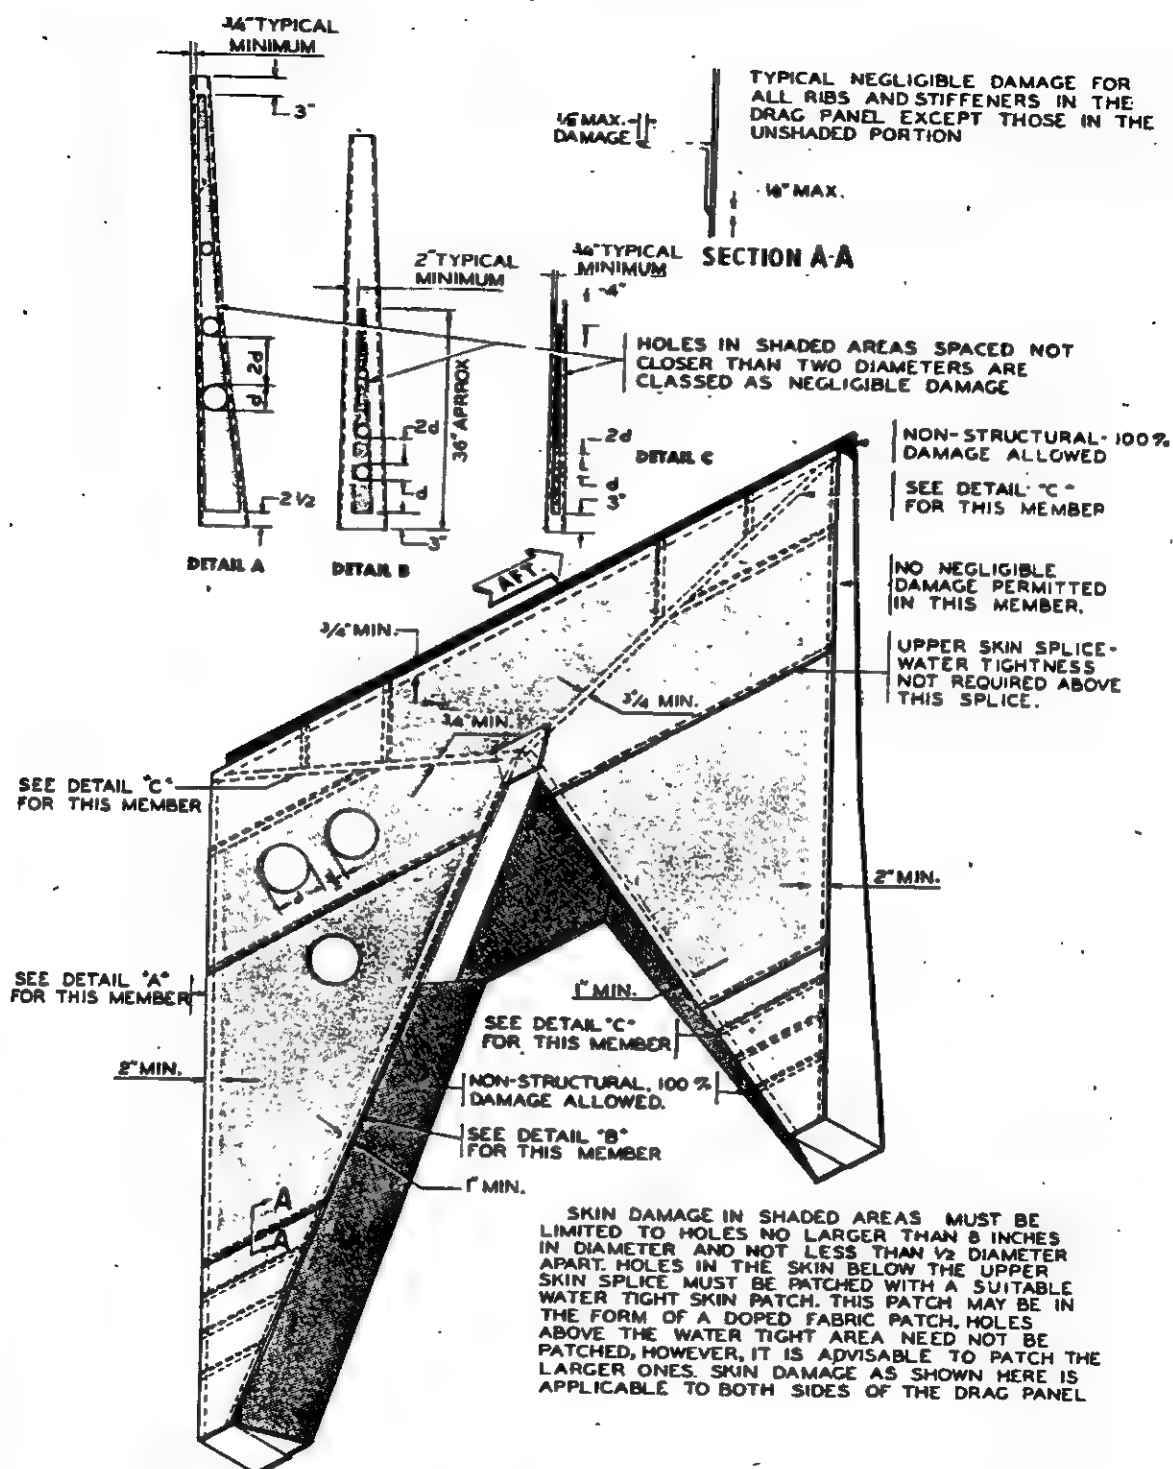 ¾" TYPICAL
MINIMUM
3"
TYPICAL NEGLIGIBLE DAMAGE FOR
ALL RIBS AND STIFFENERS IN THE
DRAG PANEL EXCEPT THOSE IN THE
UNSHADED PORTION
MAX.
DAMAGE
⅛" MAX.
SECTION A-A
2" TYPICAL
MINIMUM
¾" TYPICAL
MINIMUM
4"
HOLES IN SHADED AREAS SPACED NOT
CLOSER THAN TWO DIAMETERS ARE
CLASSED AS NEGLIGIBLE DAMAGE
2d
d
36" APRROX
2d
d
2d
d
3"
2 1/2
3"
DETAIL A
DETAIL B
DETAIL C
NON-STRUCTURAL-100%
DAMAGE ALLOWED
SEE DETAIL "C"
FOR THIS MEMBER
AFT.
NO NEGLIGIBLE
DAMAGE PERMITTED
IN THIS MEMBER.
¾" MIN.
UPPER SKIN SPLICE-
WATER TIGHTNESS
NOT REQUIRED ABOVE
THIS SPLICE.
¾ MIN.
¾" MIN.
SEE DETAIL "C"
FOR THIS MEMBER
d
2" MIN.
SEE DETAIL "A"
FOR THIS MEMBER
1" MIN.
SEE DETAIL "C"
FOR THIS MEMBER
2" MIN.
NON-STRUCTURAL, 100%
DAMAGE ALLOWED.
SEE DETAIL "B"
FOR THIS MEMBER
1" MIN.
A
A
SKIN DAMAGE IN SHADED AREAS MUST BE
LIMITED TO HOLES NO LARGER THAN 8 INCHES
IN DIAMETER AND NOT LESS THAN ½ DIAMETER
APART. HOLES IN THE SKIN BELOW THE UPPER
SKIN SPLICE MUST BE PATCHED WITH A SUITABLE
WATER TIGHT SKIN PATCH. THIS PATCH MAY BE IN
THE FORM OF A DOPED FABRIC PATCH. HOLES
ABOVE THE WATER TIGHT AREA NEED NOT BE
PATCHED, HOWEVER, IT IS ADVISABLE TO PATCH THE
LARGER ONES. SKIN DAMAGE AS SHOWN HERE IS
APPLICABLE TO BOTH SIDES OF THE DRAG PANEL